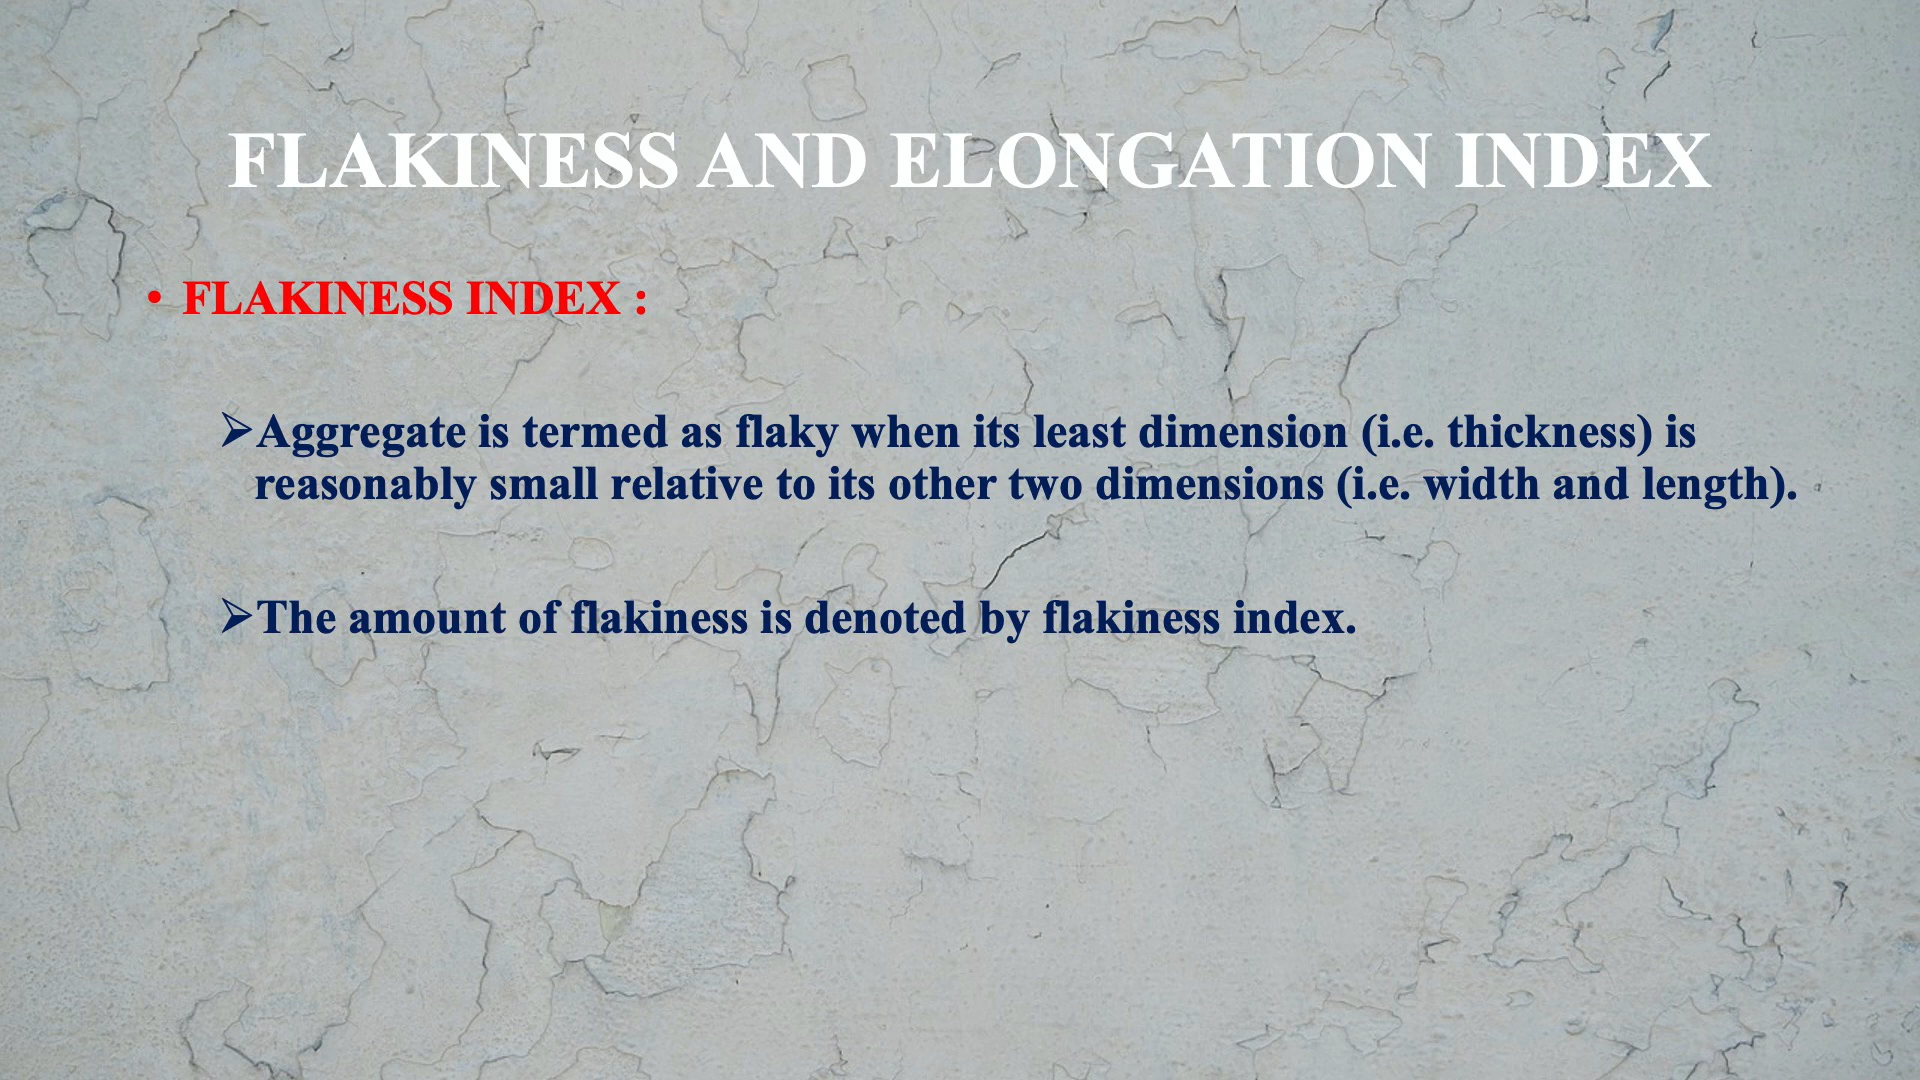 FLAKINESS AND ELONGATION INDEX
• FLAKINESS INDEX :
➢Aggregate is termed as flaky when its least dimension (i.e. thickness) is
reasonably small relative to its other two dimensions (i.e. width and length).
➢The amount of flakiness is denoted by flakiness index.